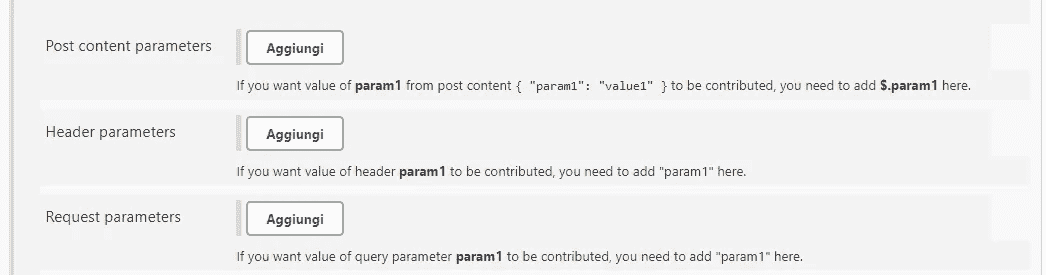 Post content parameters
Aggiungi
If you want value of param1 from post content { "param1": "value1" } to be contributed, you need to add $.param1 here.
Header parameters
Aggiungi
If you want value of header param1 to be contributed, you need to add "param1" here.
Request parameters
Aggiungi
If you want value of query parameter param1 to be contributed, you need to add "param1" here.